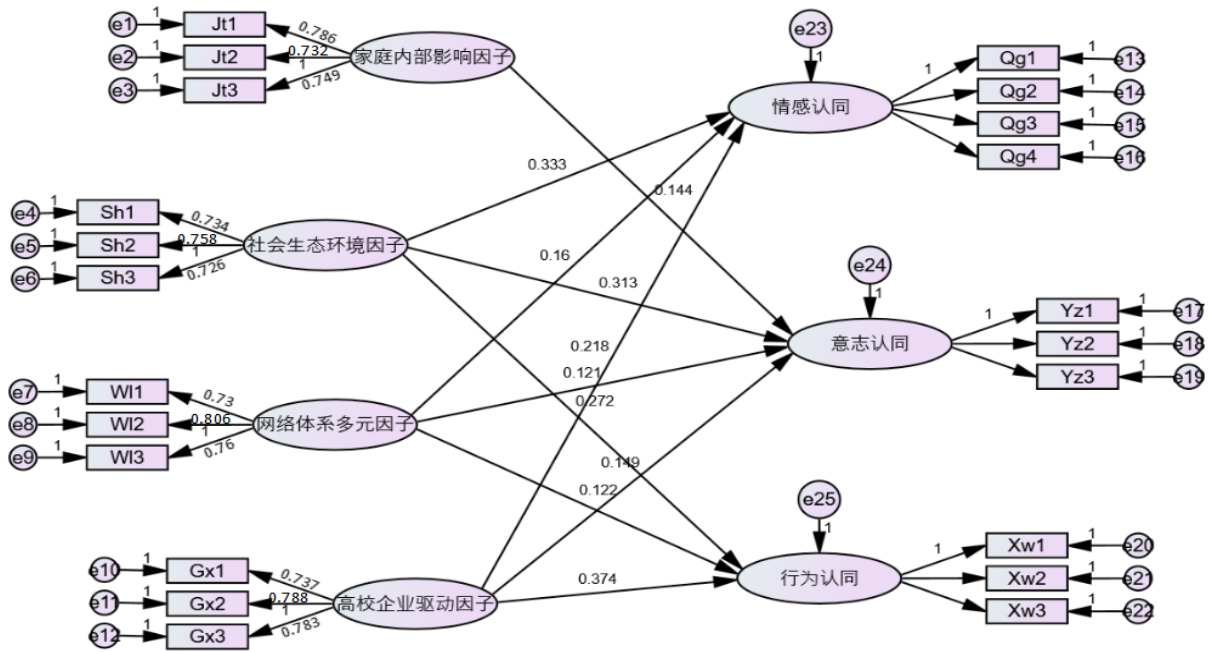 e1 1 Jt1 0.786
e2 1 Jt2 0.732
e3 1 Jt3 1 0.749
家庭内部影响因子
e4 1 Sh1 0.734
e5 1 Sh2 0.758
e6 1 Sh3 1 0.726
社会生态环境因子
e7 1 Wl1 0.73
e8 1 Wl2 0.806
e9 1 Wl3 1 0.76
网络体系多元因子
e10 1 Gx1 0.737
e11 1 Gx2 0.788
e12 1 Gx3 1 0.783
高校企业驱动因子
0.333
0.144
0.16
0.313
0.218
0.121
0.272
0.149
0.122
0.374
e23
1
情感认同
1 Qg1 1 e13
Qg2 1 e14
Qg3 1 e15
Qg4 1 e16
e24
1
意志认同
1 Yz1 1 e17
Yz2 1 e18
Yz3 1 e19
e25
1
行为认同
1 Xw1 1 e20
Xw2 1 e21
Xw3 1 e22